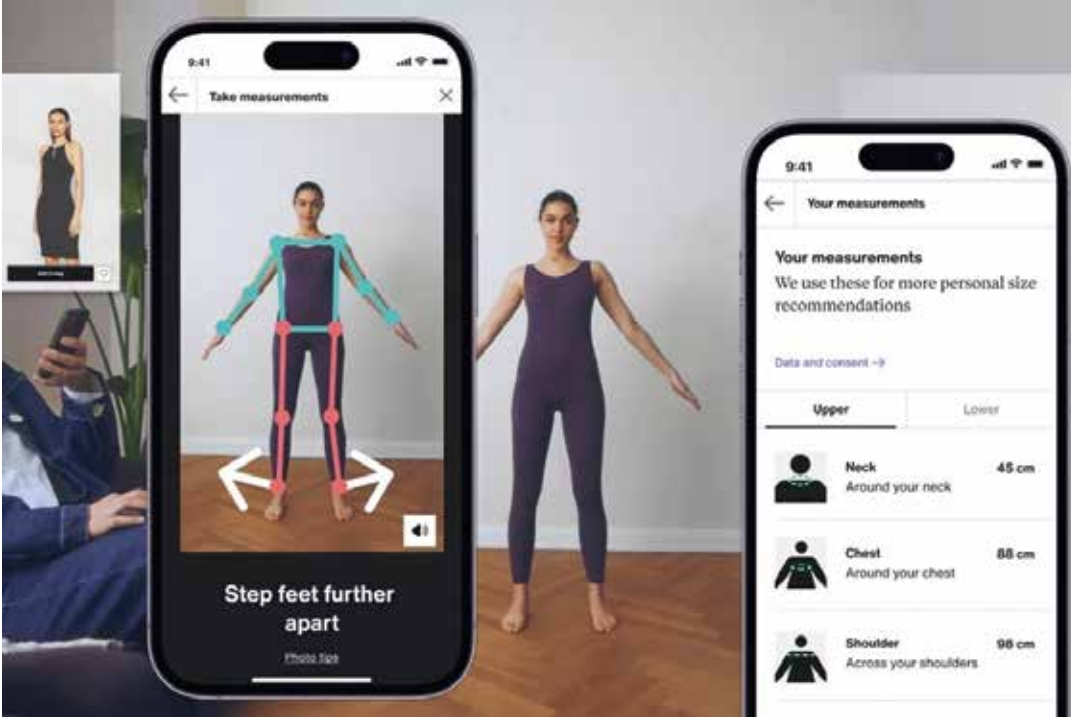 9:41
Take measurements
Step feet further
apart
Photo tips
9:41
Your measurements
Your measurements
We use these for more personal size
recommendations
Data and consent →
Upper Lower
Neck 45 cm
Around your neck
Chest 88 cm
Around your chest
Shoulder 98 cm
Across your shoulders